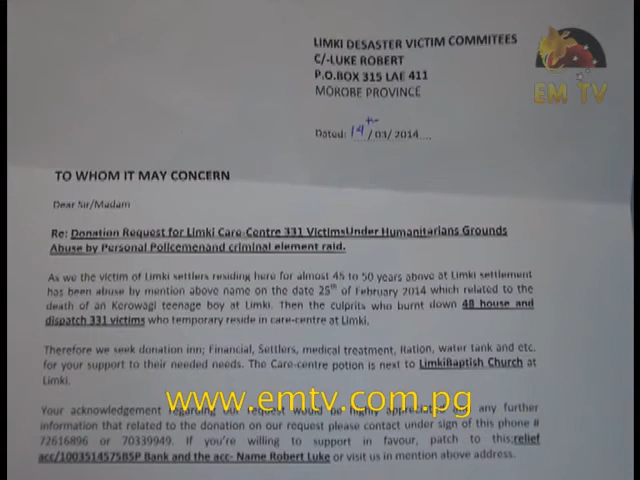 LIMKI DESASTER VICTIM COMMITEES
C/-LUKE ROBERT
P.O.BOX 315 LAE 411
MOROBE PROVINCE
EM TV
Dated: 14th/03/2014....
TO WHOM IT MAY CONCERN
Dear Sir/Madam
Re: Donation Request for Limki Care-Centre 331 VictimsUnder Humanitarians Grounds
Abuse by Personal Policemenand criminal element raid.
As we the victim of Limki settlers residing here for almost 45 to 50 years above at Limki settlement
has been abuse by mention above name on the date 25th of February 2014 which related to the
death of an Kerowagi teenage boy at Limki. Then the culprits who burnt down 48 house and
dispatch 331 victims who temporary reside in care-centre at Limki.
Therefore we seek donation inn; Financial, Settlers, medical treatment, Ration, water tank and etc.
for your support to their needed needs. The Care-centre potion is next to LimkiBaptish Church at
Limki.
www.emtv.com.pg
Your acknowledgement regarding our request would be highly any further
information that related to the donation on our request please contact under sign of this phone #
72616896 or 70339949. If you're willing to support in favour, patch to this;relief
acc/1003514575BSP Bank and the acc- Name Robert Luke or visit us in mention above address.